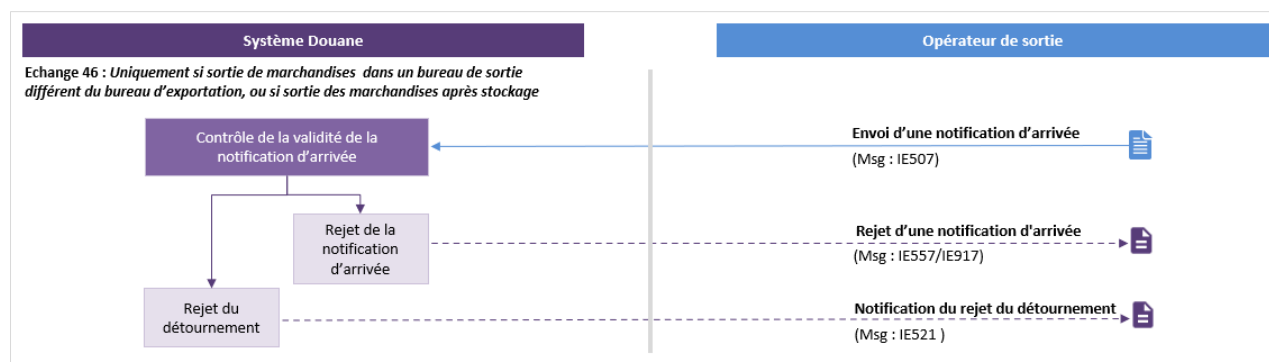 Système Douane
Opérateur de sortie
Echange 46 : Uniquement si sortie de marchandises dans un bureau de sortie
différent du bureau d'exportation, ou si sortie des marchandises après stockage
Contrôle de la validité de la
notification d'arrivée
Envoi d'une notification d'arrivée
(Msg : IE507)
Rejet de la
notification
d'arrivée
Rejet d'une notification d'arrivée
(Msg : IE557/IE917)
Rejet du
détournement
Notification du rejet du détournement
(Msg : IE521 )